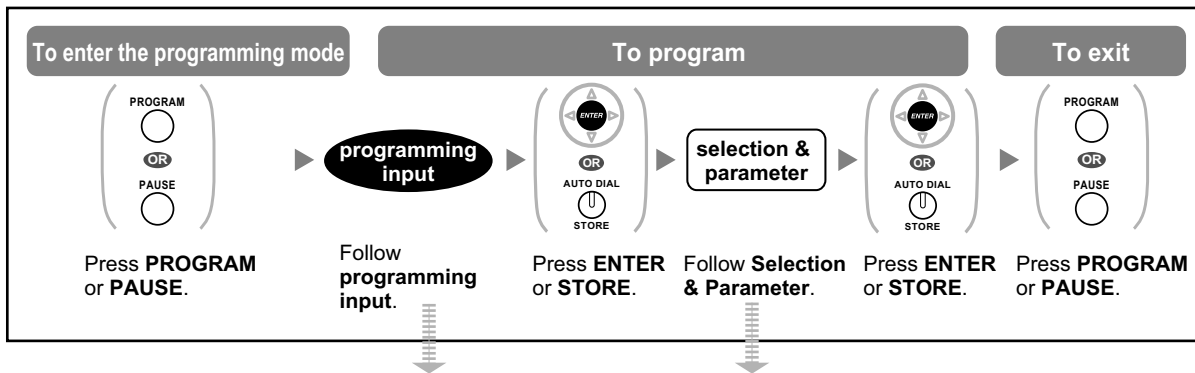 To enter the programming mode
To program
To exit
PROGRAM
OR
PAUSE
Press PROGRAM
or PAUSE.
programming
input
Follow
programming
input.
ENTER
OR
AUTO DIAL
STORE
Press ENTER
or STORE.
selection &
parameter
Follow Selection
& Parameter.
ENTER
OR
AUTO DIAL
STORE
Press ENTER
or STORE.
PROGRAM
OR
PAUSE
Press PROGRAM
or PAUSE.